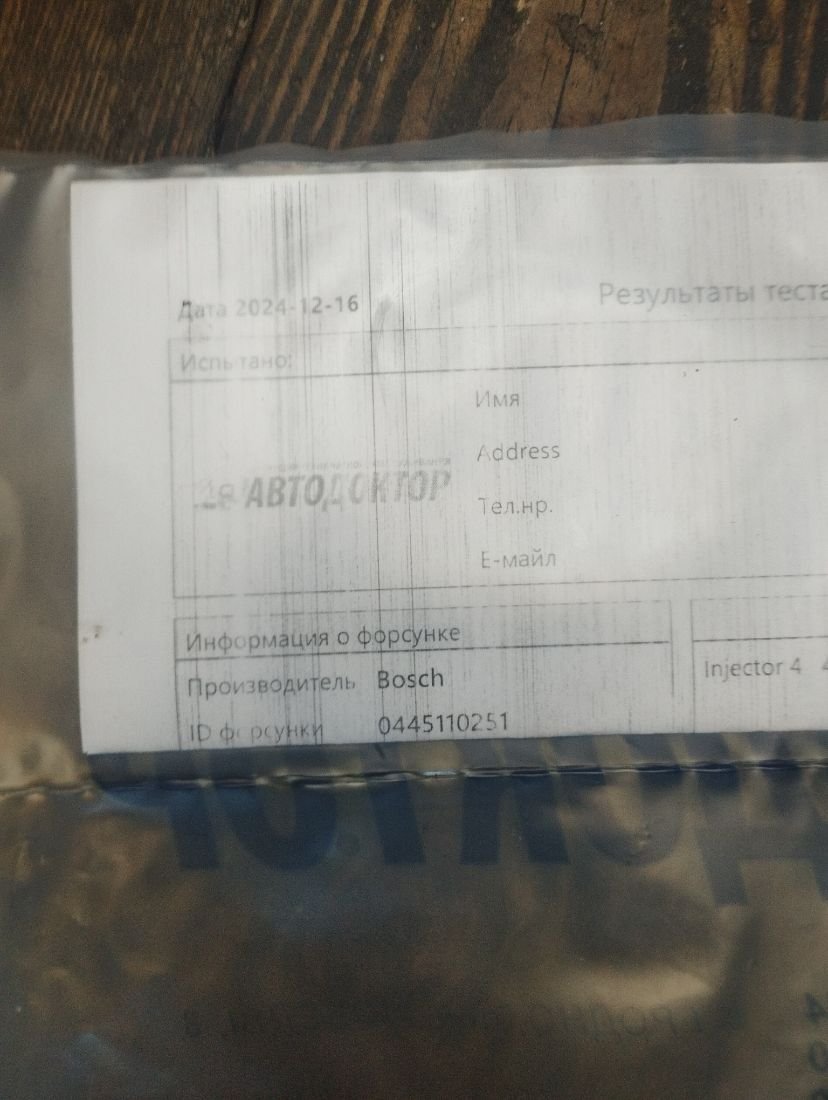 Дата 2024-12-16
Результаты теста
Испытано:
Имя
Address
АВТОДОКТОР
Тел.нр.
Е-майл
Информация о форсунке
Производитель Bosch
Injector 4
ID форсунки 0445110251